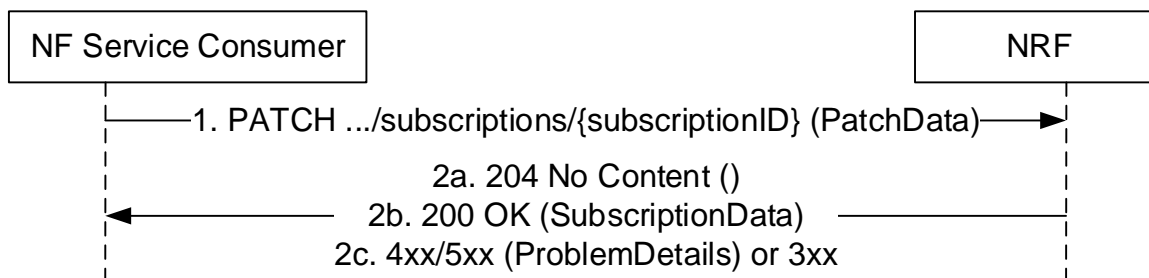 NF Service Consumer
NRF
1. PATCH .../subscriptions/{subscriptionID} (PatchData)
2a. 204 No Content ()
2b. 200 OK (SubscriptionData)
2c. 4xx/5xx (ProblemDetails) or 3xx